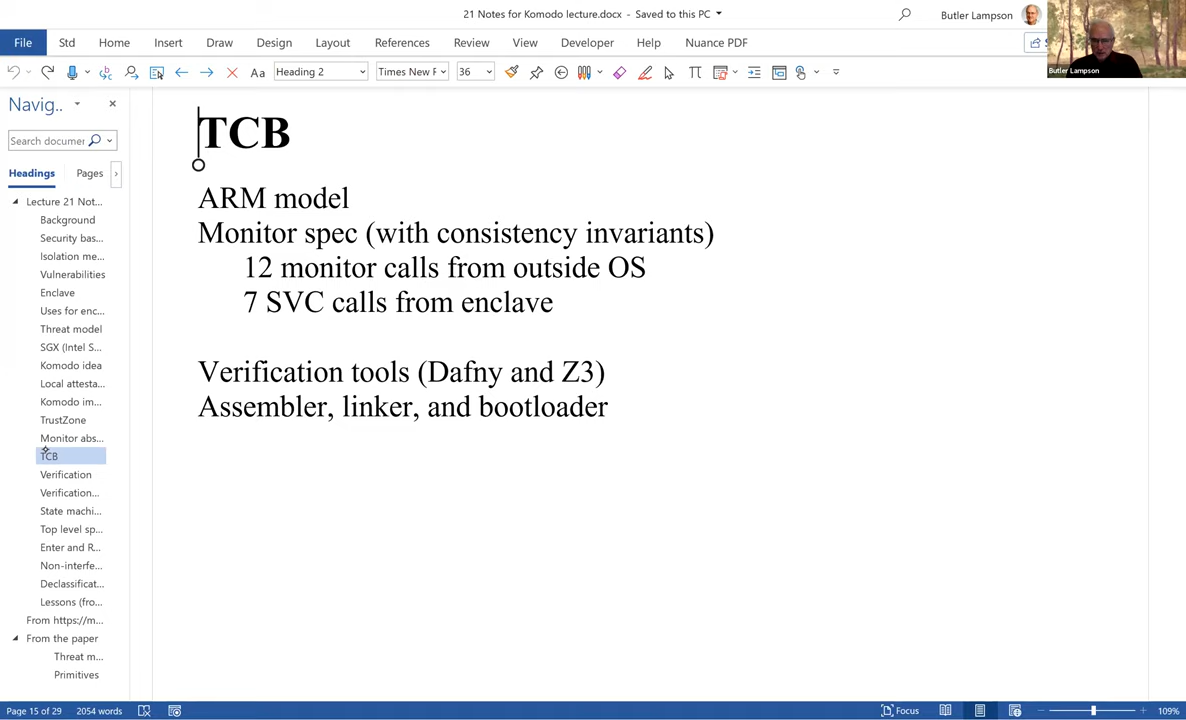 21 Notes for Komodo lecture.docx - Saved to this PC
Butler Lampson
File Std Home Insert Draw Design Layout References Review View Developer Help Nuance PDF
Aa Heading 2 Times New F 36
Butler Lampson
Navig..
Search documer
Headings Pages
Lecture 21 Not...
Background
Security bas...
Isolation me...
Vulnerabilities
Enclave
Uses for enc...
Threat model
SGX (Intel S...
Komodo idea
Local attesta...
Komodo im...
TrustZone
Monitor abs...
TCB
Verification
Verification...
State machi...
Top level sp...
Enter and R...
Non-interfe...
Declassificat...
Lessons (fro...
From https://m...
From the paper
Threat m...
Primitives
TCB
ARM model
Monitor spec (with consistency invariants)
12 monitor calls from outside OS
7 SVC calls from enclave
Verification tools (Dafny and Z3)
Assembler, linker, and bootloader
Page 15 of 29 2054 words
Focus
109%